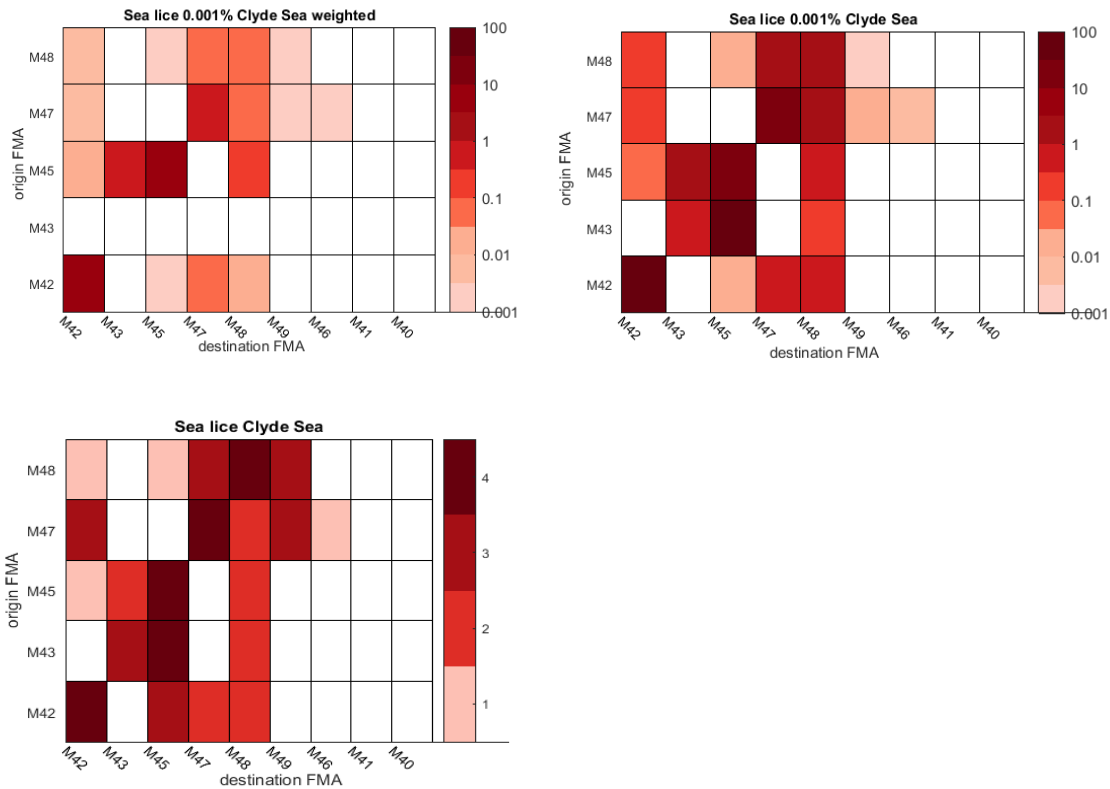 Sea lice 0.001% Clyde Sea weighted
origin FMA
M48
M47
M45
M43
M42
M42 M43 M45 M47 M48 M49 M46 M41 M40
destination FMA
100
10
1
0.1
0.01
0.001
Sea lice 0.001% Clyde Sea
origin FMA
M48
M47
M45
M43
M42
M42 M43 M45 M47 M48 M49 M46 M41 M40
destination FMA
100
10
1
0.1
0.01
0.001
Sea lice Clyde Sea
origin FMA
M48
M47
M45
M43
M42
M42 M43 M45 M47 M48 M49 M46 M41 M40
destination FMA
4
3
2
1